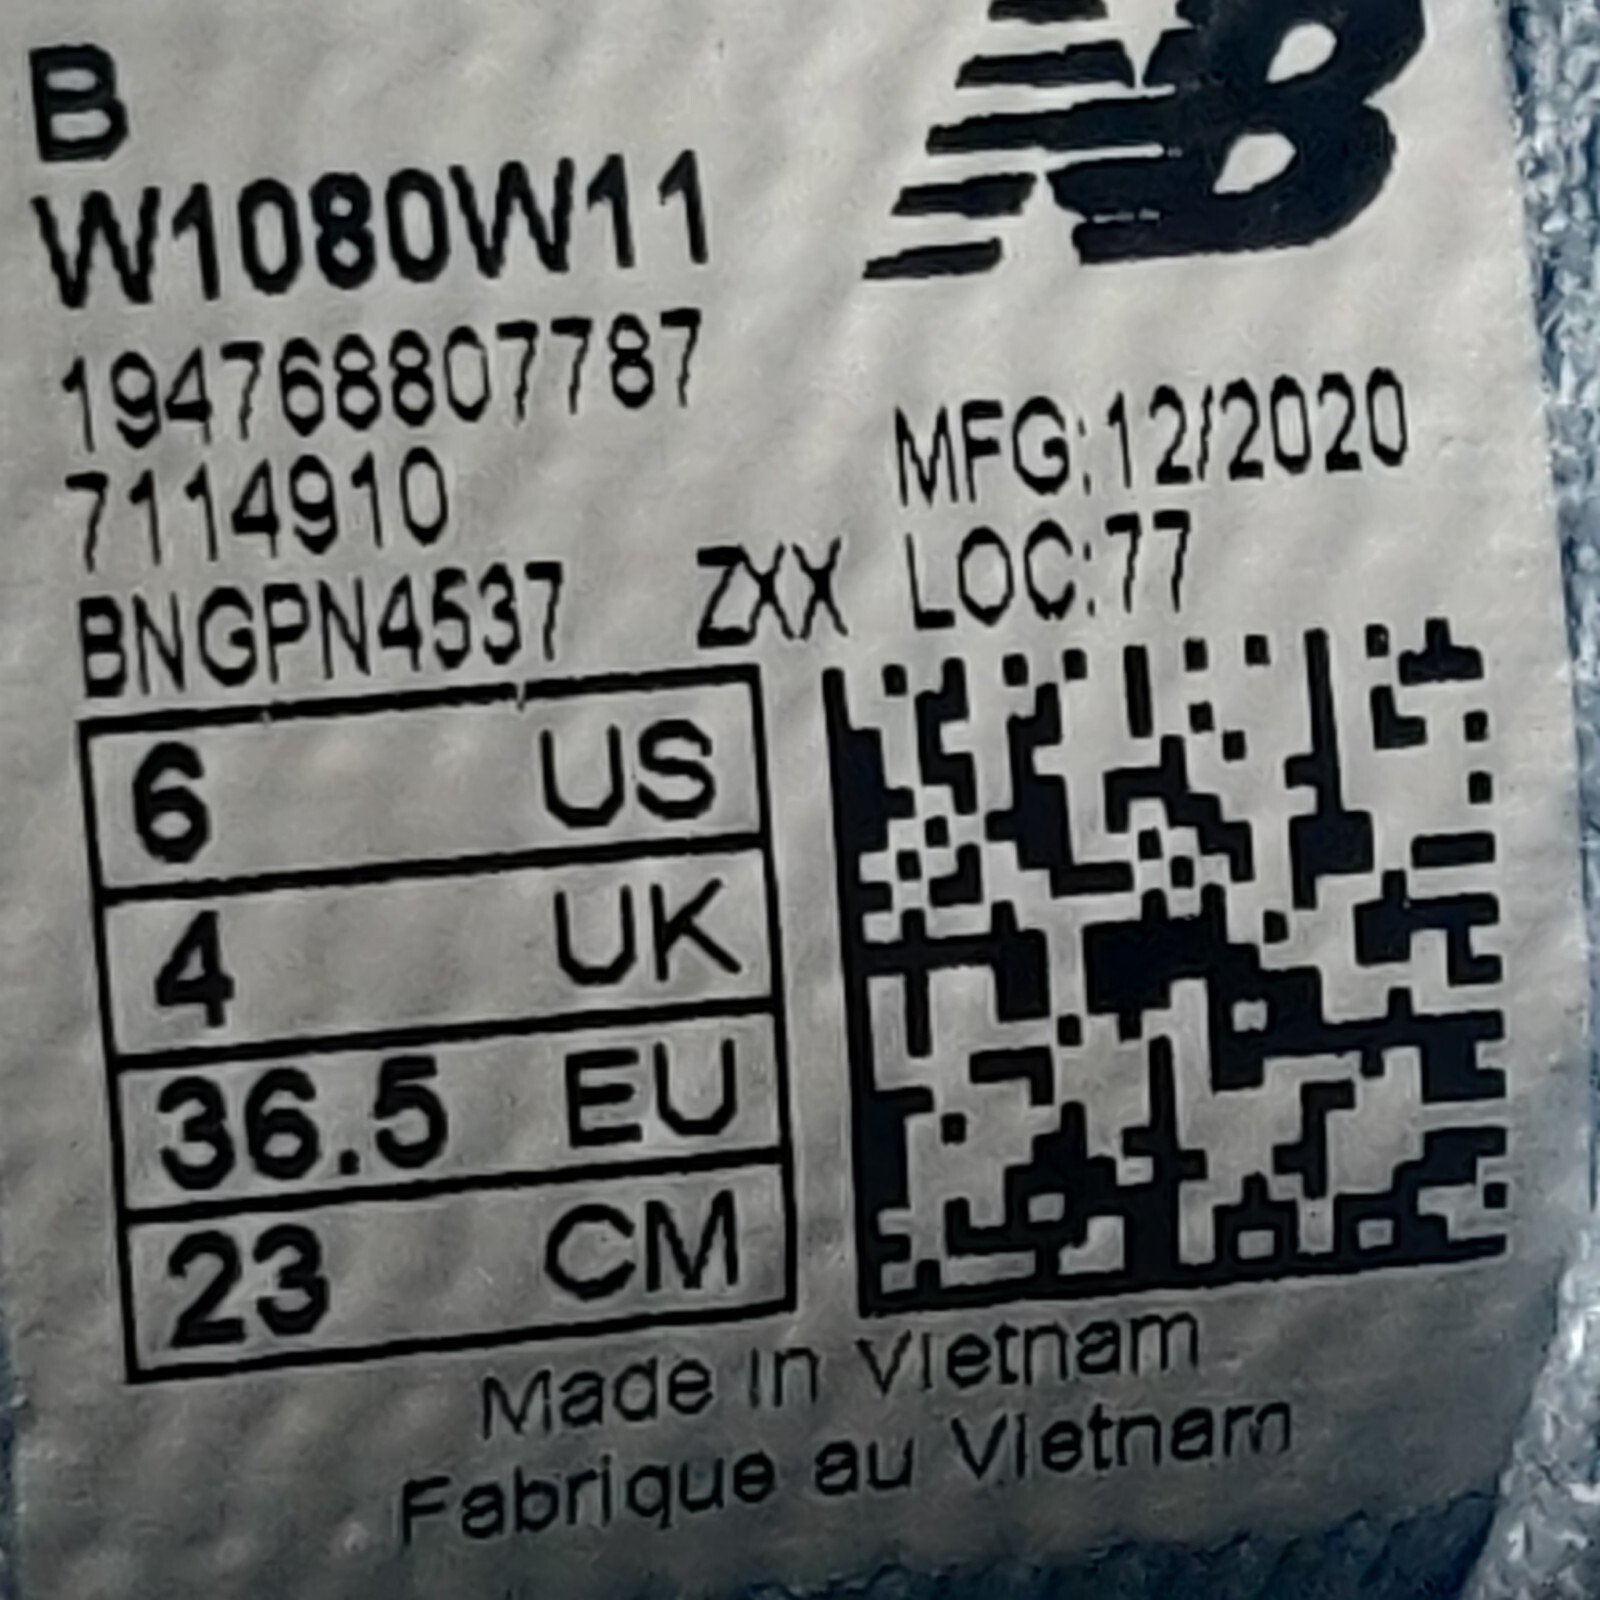 B
W1080W11
194768807787
7114910
BNGPN4537 ZXX
MFG:12/2020
LOC:77
6 US
4 UK
36.5 EU
23 CM
Made in Vietnam
Fabrique au Vietnam